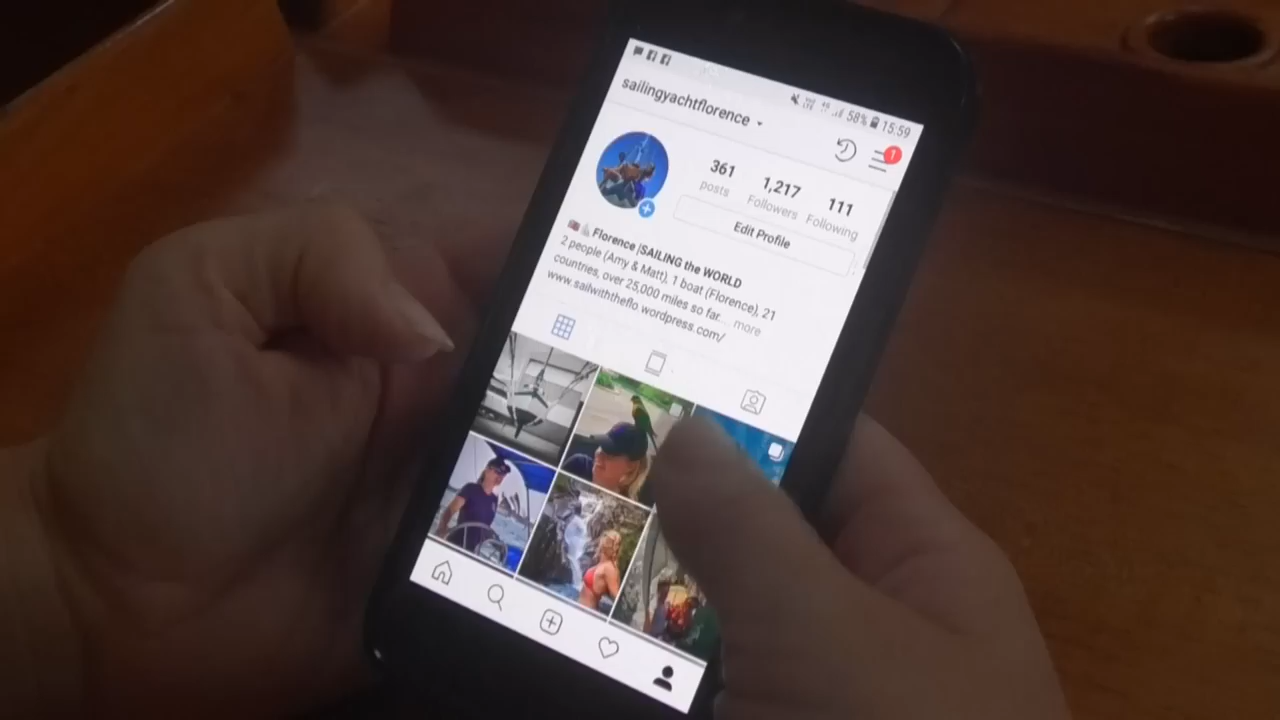 58% 15:59
sailingyachtflorence
1
361 1,217 111
posts Followers Following
Edit Profile
Florence |SAILING the WORLD
2 people (Amy & Matt), 1 boat (Florence), 21
countries, over 25,000 miles so far.... more
www.sailwiththeflo.wordpress.com/